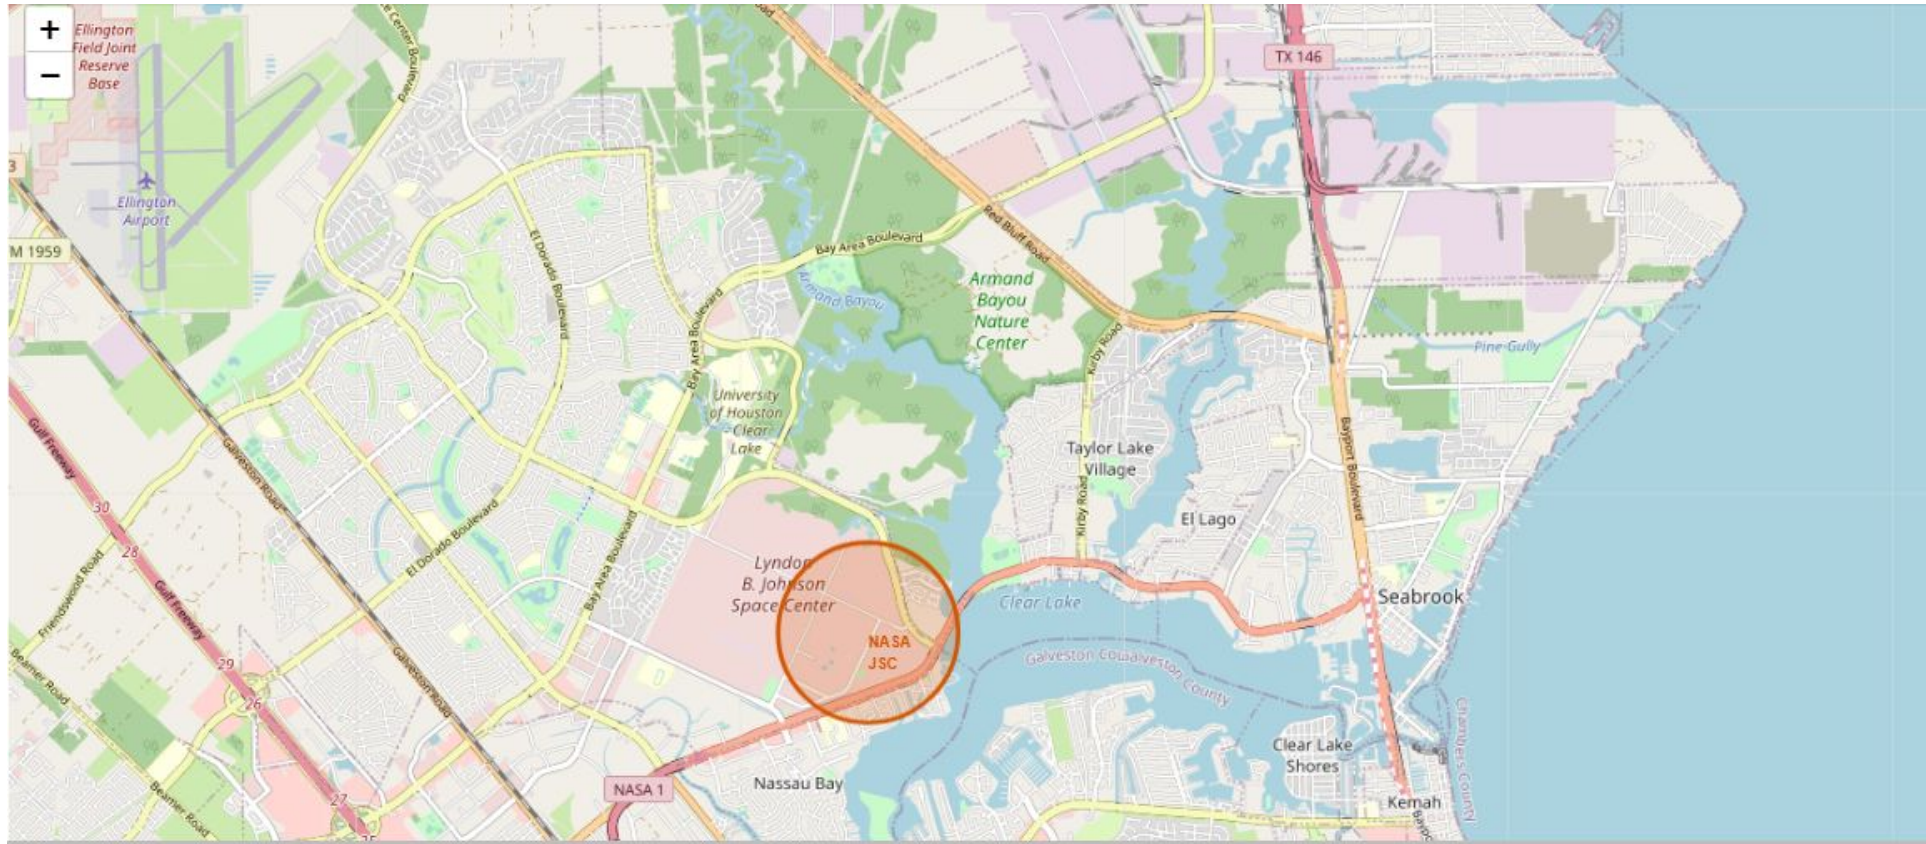 +
−
Ellington
Field Joint
Reserve
Base
Ellington
Airport
3
M 1959
TX 146
Red Bluff Road
Bay Area Boulevard
El Dorado Boulevard
Bay Area Boulevard
Armand Bayou
Armand
Bayou
Nature
Center
Kirby Road
Pine Gully
University
of Houston
-Clear
Lake
Taylor Lake
Village
Kirby Road
El Lago
Bayport Boulevard
Gulf Freeway
Galveston Road
30
28
El Dorado Boulevard
Bay Area Boulevard
Friendswood Road
Gulf Freeway
Lyndon
B. Johnson
Space Center
NASA
JSC
Clear Lake
Seabrook
Galveston County
Beamer Road
29
26
Galveston Road
Chambers County
Clear Lake
Shores
Nassau Bay
NASA 1
Kemah
Beamer Road
27
25